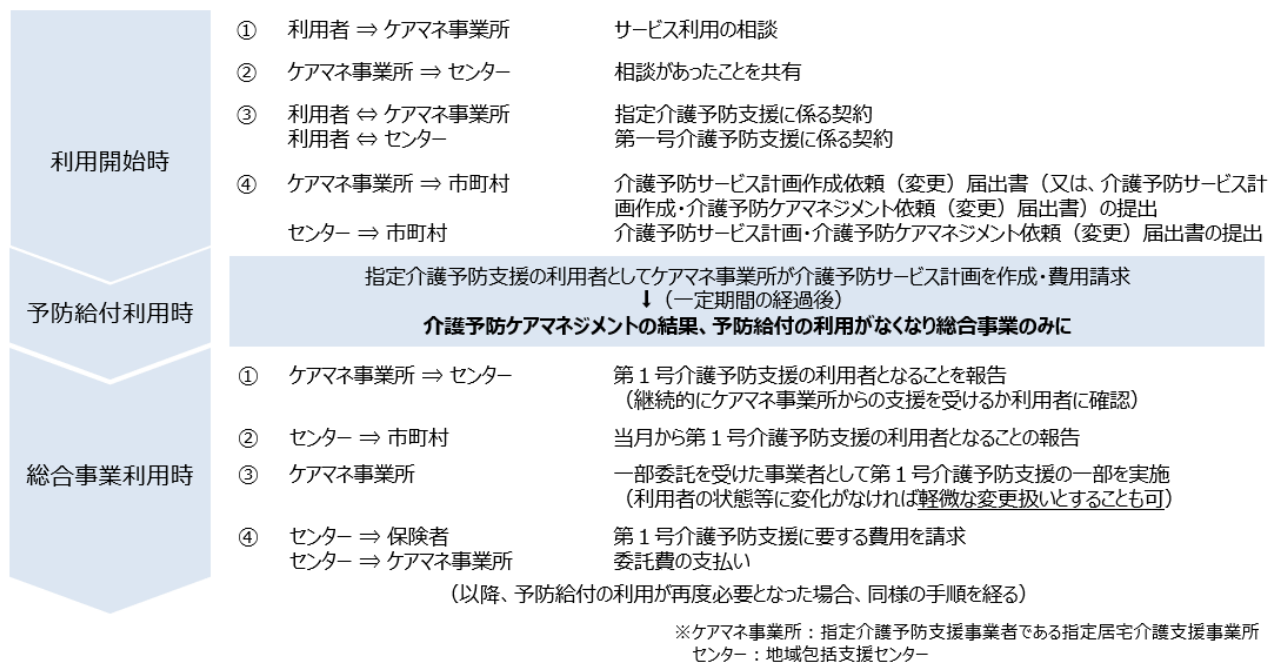 利用開始時
① 利用者 ⇒ ケアマネ事業所 サービス利用の相談
② ケアマネ事業所 ⇒ センター 相談があったことを共有
③ 利用者 ⇔ ケアマネ事業所 指定介護予防支援に係る契約
利用者 ⇔ センター 第一号介護予防支援に係る契約
④ ケアマネ事業所 ⇒ 市町村 介護予防サービス計画作成依頼（変更）届出書（又は、介護予防サービス計
画作成・介護予防ケアマネジメント依頼（変更）届出書）の提出
センター ⇒ 市町村 介護予防サービス計画・介護予防ケアマネジメント依頼（変更）届出書の提出
予防給付利用時
指定介護予防支援の利用者としてケアマネ事業所が介護予防サービス計画を作成・費用請求
↓（一定期間の経過後）
介護予防ケアマネジメントの結果、予防給付の利用がなくなり総合事業のみに
総合事業利用時
① ケアマネ事業所 ⇒ センター 第１号介護予防支援の利用者となることを報告
（継続的にケアマネ事業所からの支援を受けるか利用者に確認）
② センター ⇒ 市町村 当月から第１号介護予防支援の利用者となることの報告
③ ケアマネ事業所 一部委託を受けた事業者として第１号介護予防支援の一部を実施
（利用者の状態等に変化がなければ軽微な変更扱いとすることも可）
④ センター ⇒ 保険者 第１号介護予防支援に要する費用を請求
センター ⇒ ケアマネ事業所 委託費の支払い
（以降、予防給付の利用が再度必要となった場合、同様の手順を経る）
※ケアマネ事業所：指定介護予防支援事業者である指定居宅介護支援事業所
センター：地域包括支援センター